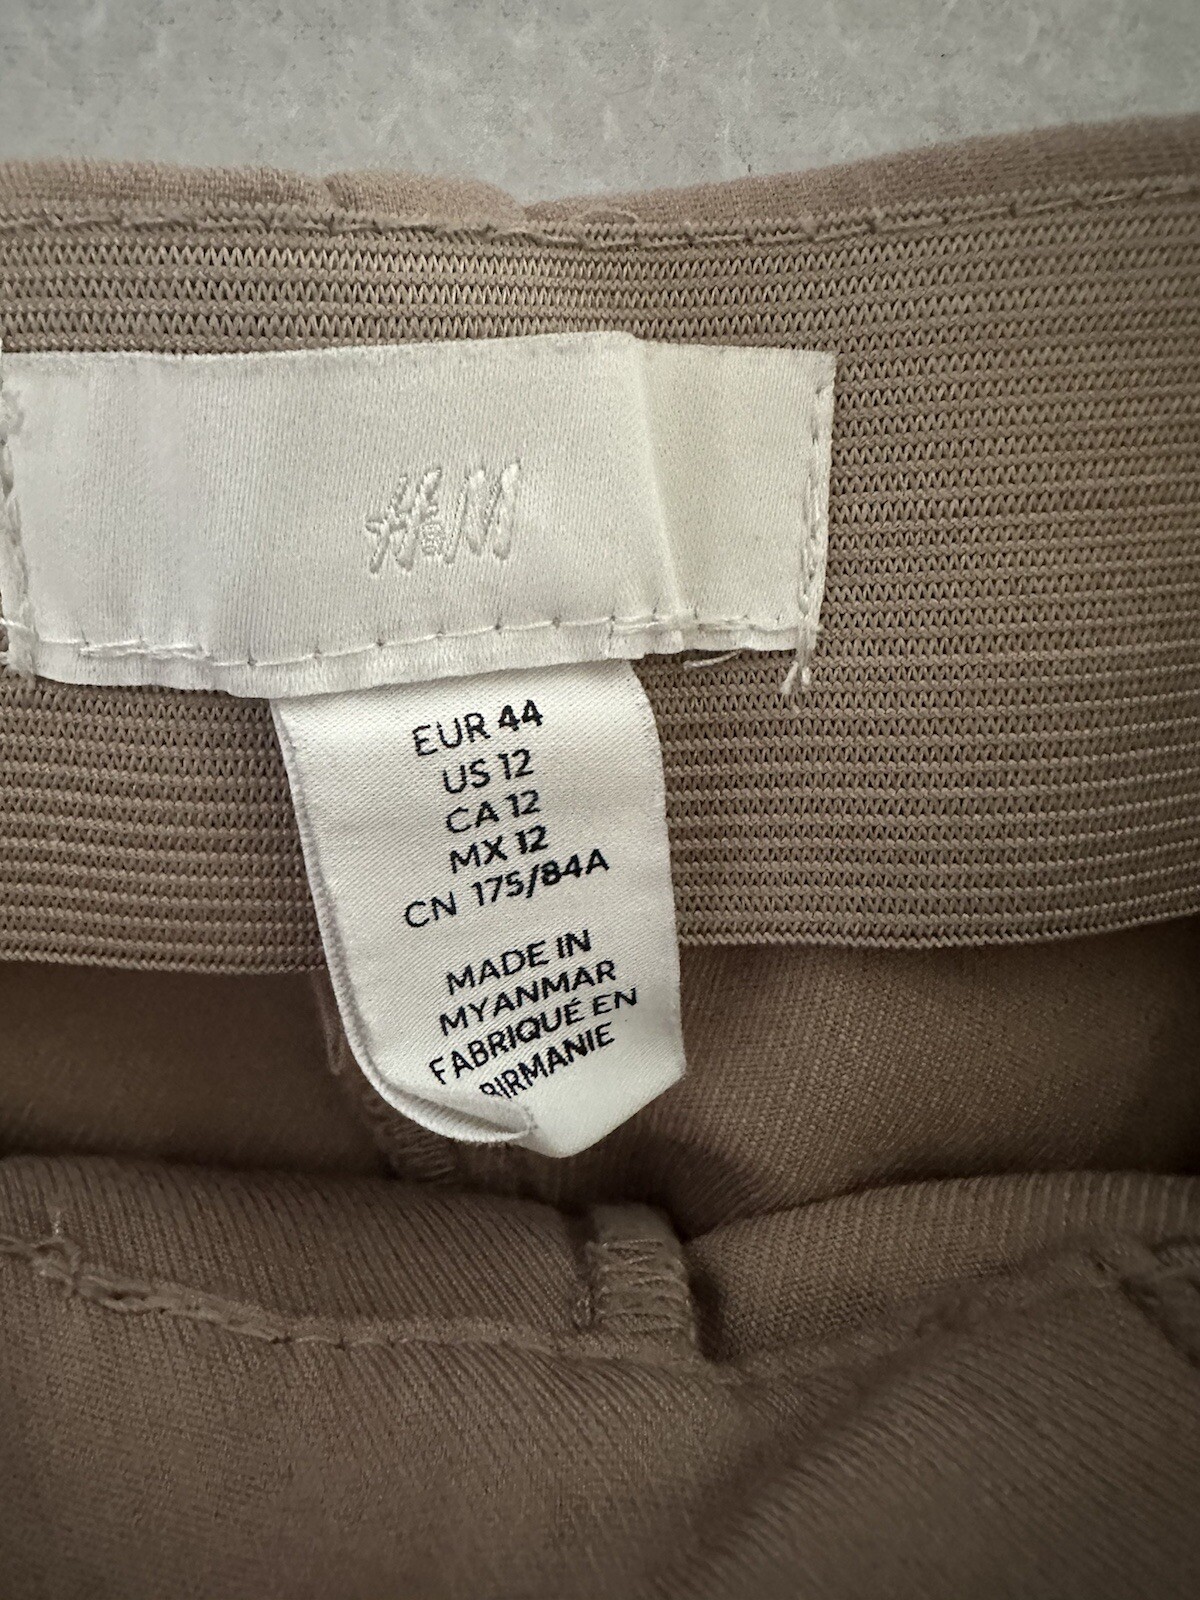 H&M
EUR 44
US 12
CA 12
MX 12
CN 175/84A
MADE IN
MYANMAR
FABRIQUÉ EN
BIRMANIE